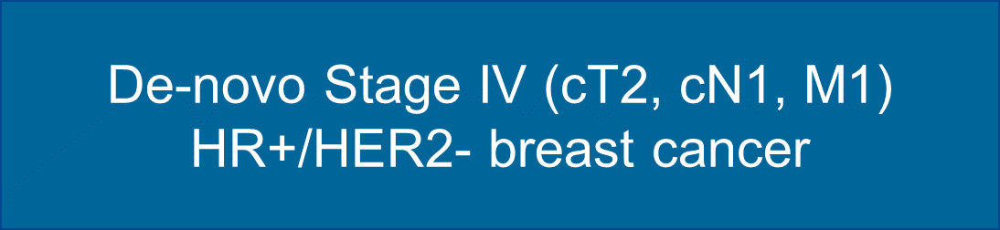 De-novo Stage IV (cT2, cN1, M1)
HR+/HER2- breast cancer